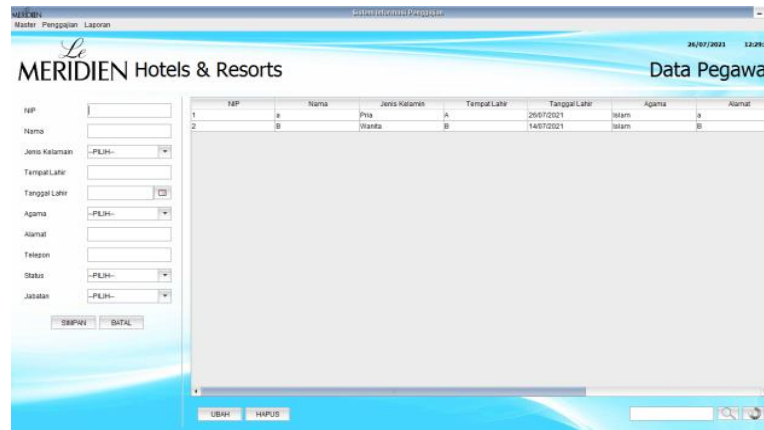 MERIDIEN
Sistem Informasi Penggajian
Master Penggajian Laporan
26/07/2021 12:29:
Le
MERIDIEN Hotels & Resorts
Data Pegawa
NIP
Nama
Jenis Kelamain --PILIH--
Tempat Lahir
Tanggal Lahir
Agama --PILIH--
Alamat
Telepon
Status --PILIH--
Jabatan --PILIH--
SIMPAN BATAL
NIP Nama Jenis Kelamin Tempat Lahir Tanggal Lahir Agama Alamat
1 a Pria A 26/07/2021 Islam a
2 B Wanita B 14/07/2021 Islam B
UBAH HAPUS